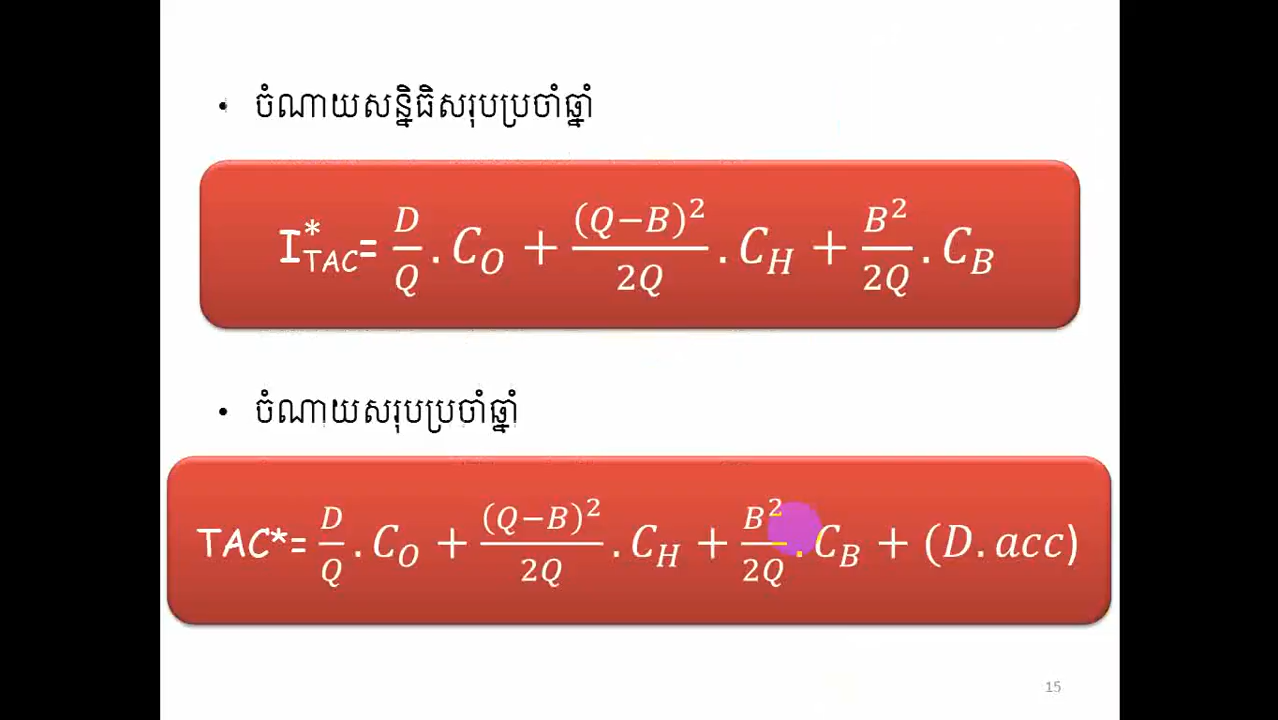 • ចំណាយសន្និធិសរុបប្រចាំឆ្នាំ
I*TAC= D/Q . C_O + (Q−B)²/2Q . C_H + B²/2Q . C_B
• ចំណាយសរុបប្រចាំឆ្នាំ
TAC*= D/Q . C_O + (Q−B)²/2Q . C_H + B²/2Q . C_B + (D. acc)
15